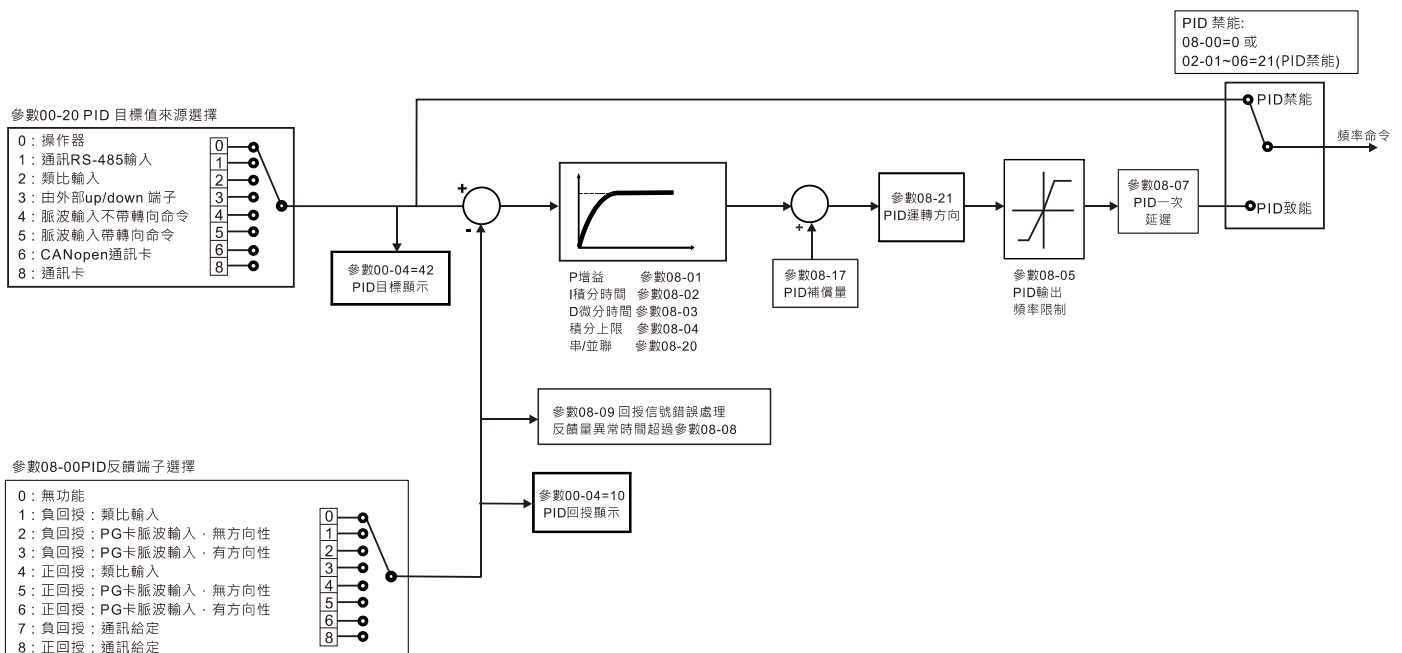 PID 禁能:
08-00=0 或
02-01~06=21(PID禁能)
參數00-20 PID 目標值來源選擇
0：操作器
1：通訊RS-485輸入
2：類比輸入
3：由外部up/down 端子
4：脈波輸入不帶轉向命令
5：脈波輸入帶轉向命令
6：CANopen通訊卡
8：通訊卡
0
1
2
3
4
5
6
8
參數00-04=42
PID目標顯示
+
-
P增益 參數08-01
I積分時間 參數08-02
D微分時間 參數08-03
積分上限 參數08-04
串/並聯 參數08-20
+
參數08-17
PID補償量
參數08-21
PID運轉方向
參數08-05
PID輸出
頻率限制
參數08-07
PID一次
延遲
PID禁能
PID致能
頻率命令
參數08-09 回授信號錯誤處理
反饋量異常時間超過參數08-08
參數00-04=10
PID回授顯示
參數08-00PID反饋端子選擇
0：無功能
1：負回授：類比輸入
2：負回授：PG卡脈波輸入，無方向性
3：負回授：PG卡脈波輸入，有方向性
4：正回授：類比輸入
5：正回授：PG卡脈波輸入，無方向性
6：正回授：PG卡脈波輸入，有方向性
7：負回授：通訊給定
8：正回授：通訊給定
0
1
2
3
4
5
6
8